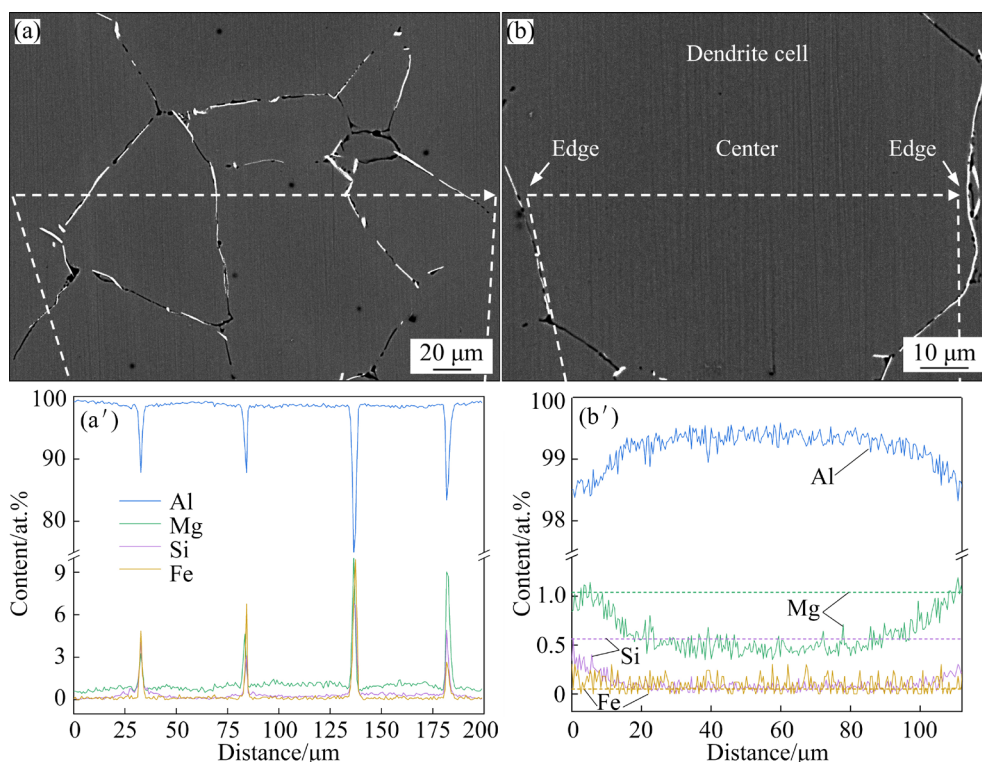 (a)
20 μm
(b)
Dendrite cell
Edge
Center
Edge
10 μm
(a′)
Content/at.%
100
90
80
9
6
3
0
Al
Mg
Si
Fe
0 25 50 75 100 125 150 175 200
Distance/μm
(b′)
Content/at.%
100
99
98
1.0
0.5
0
Al
Mg
Si
Fe
0 20 40 60 80 100
Distance/μm